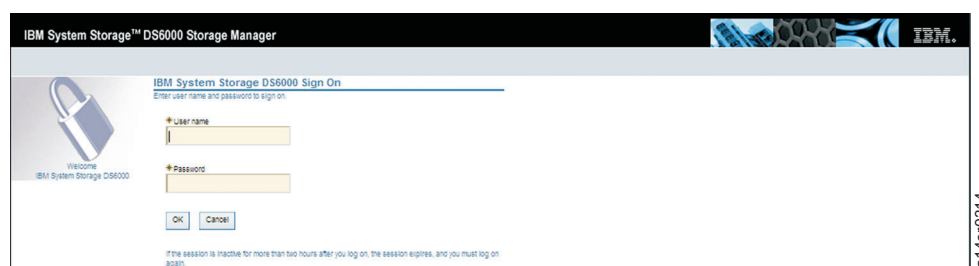 IBM System Storage™ DS6000 Storage Manager
IBM.
IBM System Storage DS6000 Sign On
Enter user name and password to sign on.
*User name
Welcome
IBM System Storage DS6000
*Password
OK
Cancel
If the session is inactive for more than two hours after you log on, the session expires, and you must log on
again.